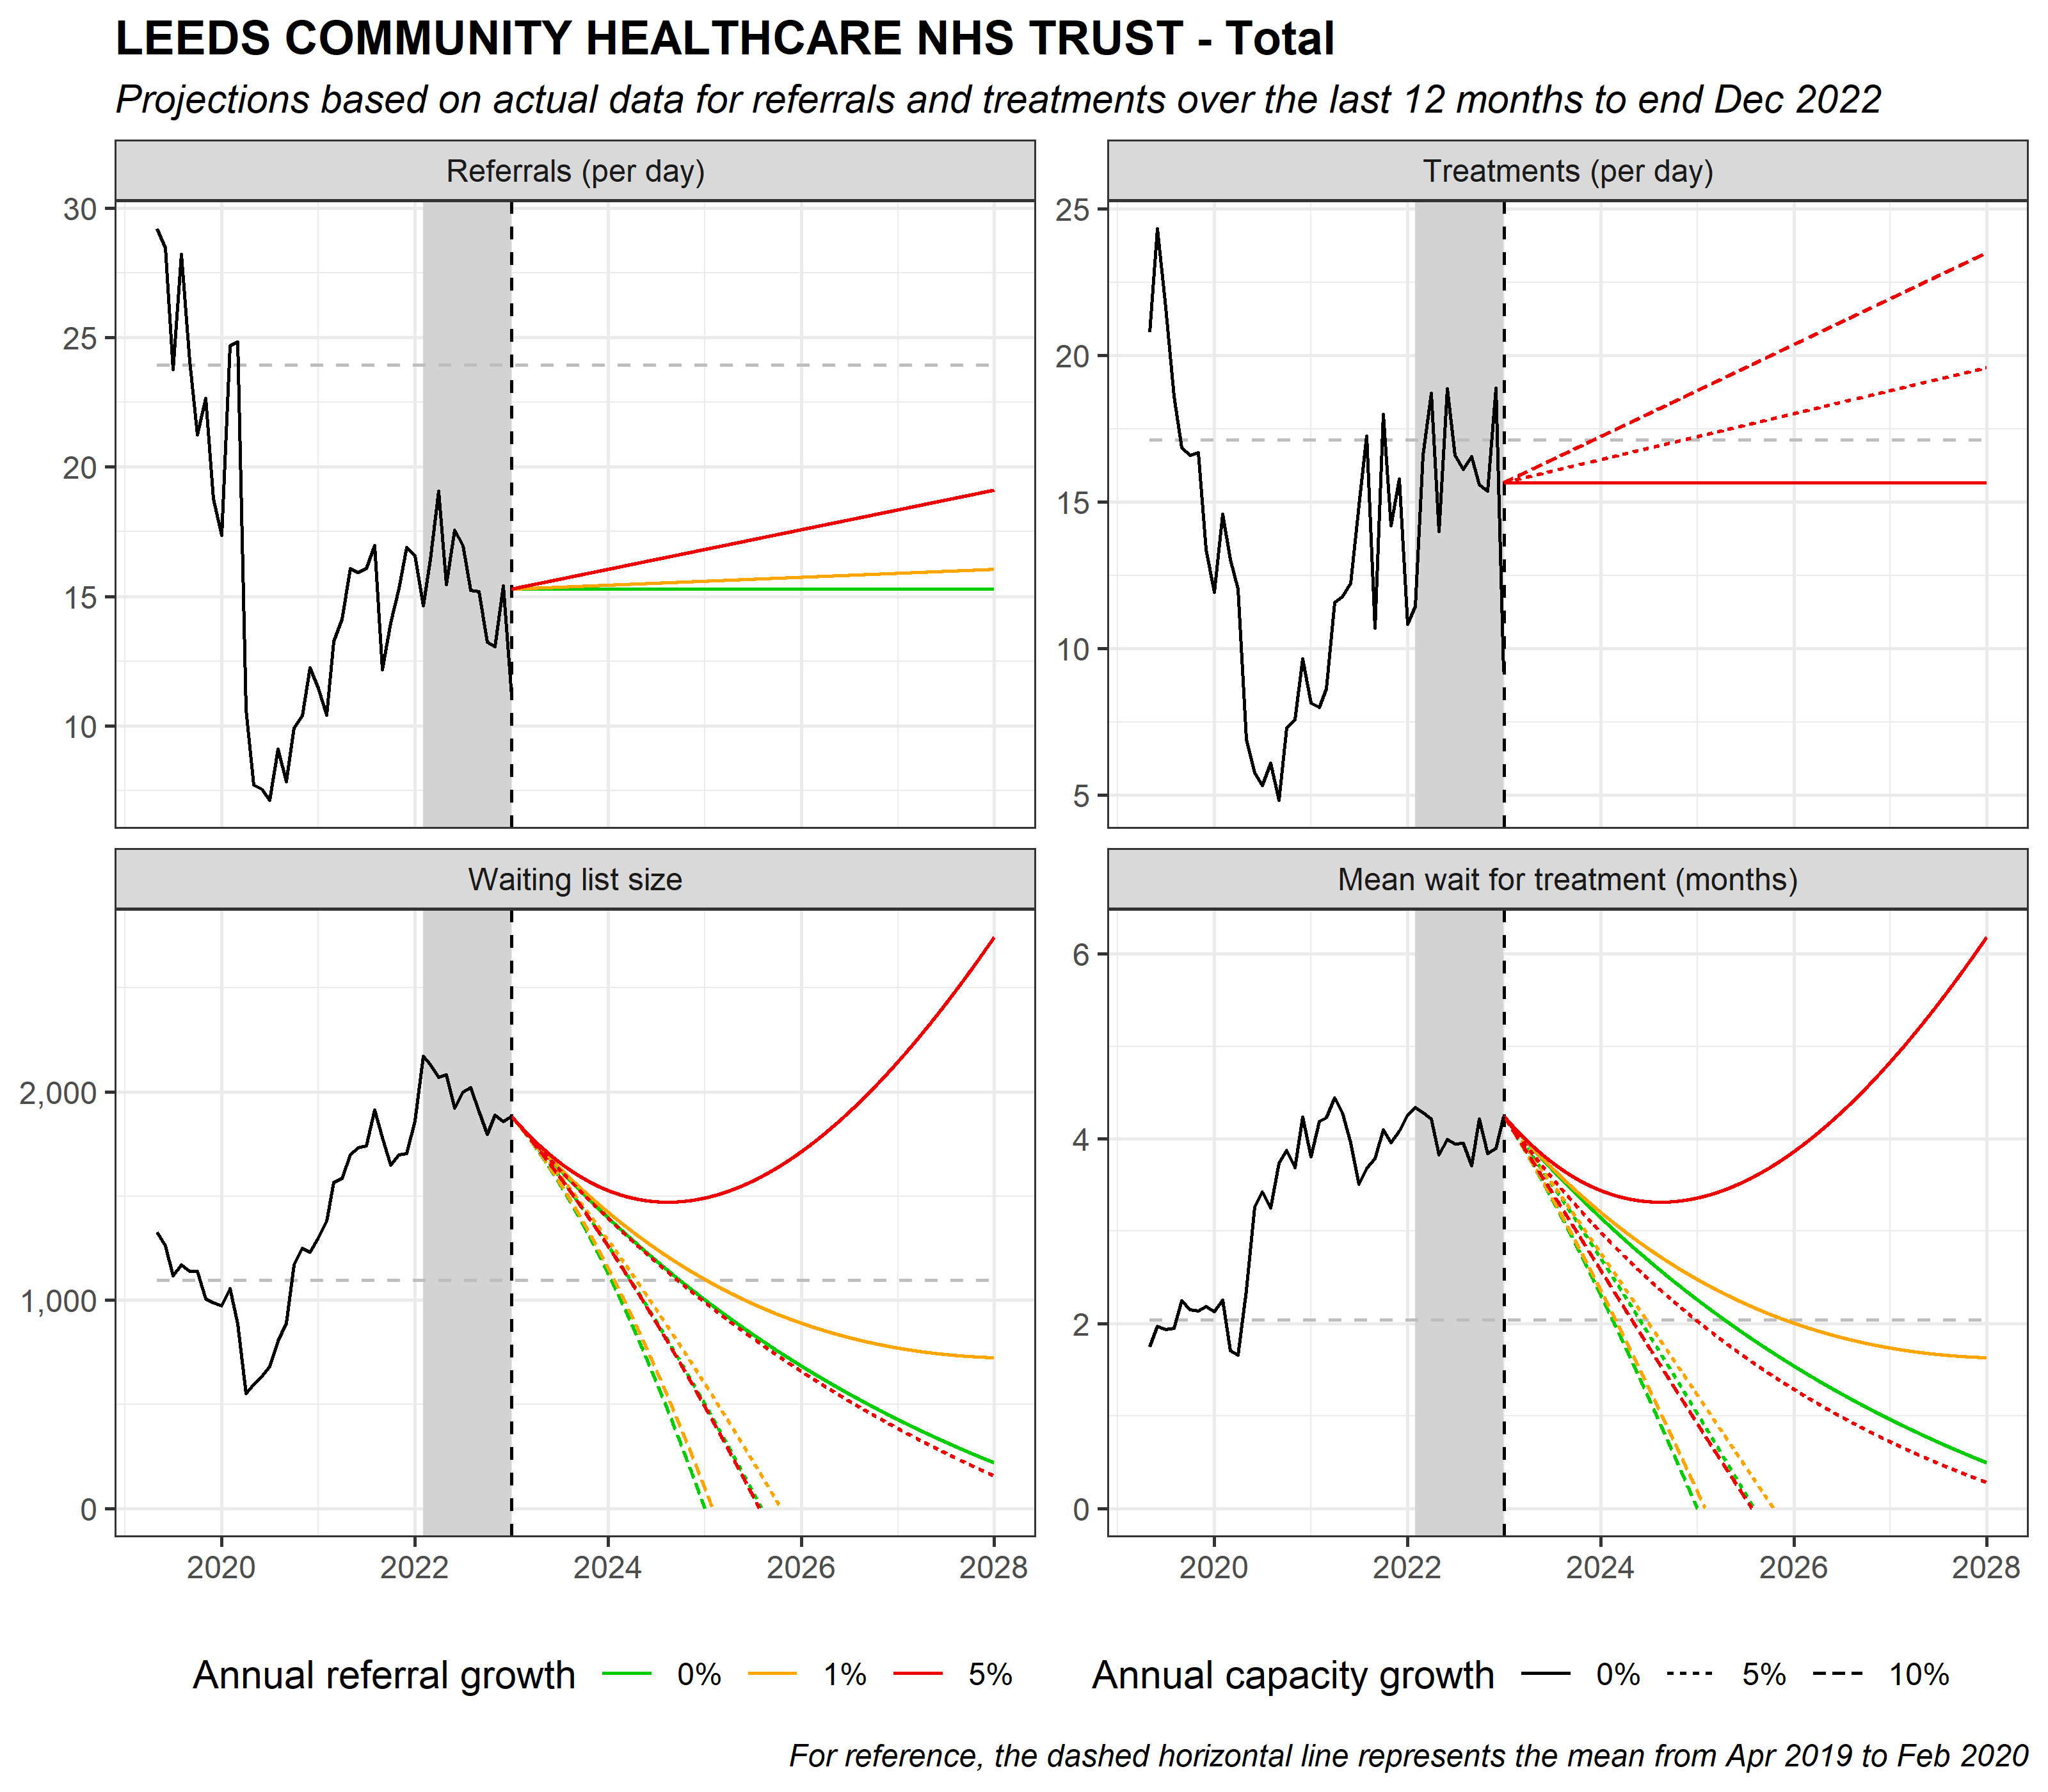 LEEDS COMMUNITY HEALTHCARE NHS TRUST - Total
Projections based on actual data for referrals and treatments over the last 12 months to end Dec 2022
Referrals (per day)
30
25
20
15
10
Treatments (per day)
25
20
15
10
5
Waiting list size
2,000
1,000
0
2020 2022 2024 2026 2028
Mean wait for treatment (months)
6
4
2
0
2020 2022 2024 2026 2028
Annual referral growth 0% 1% 5%
Annual capacity growth 0% 5% 10%
For reference, the dashed horizontal line represents the mean from Apr 2019 to Feb 2020